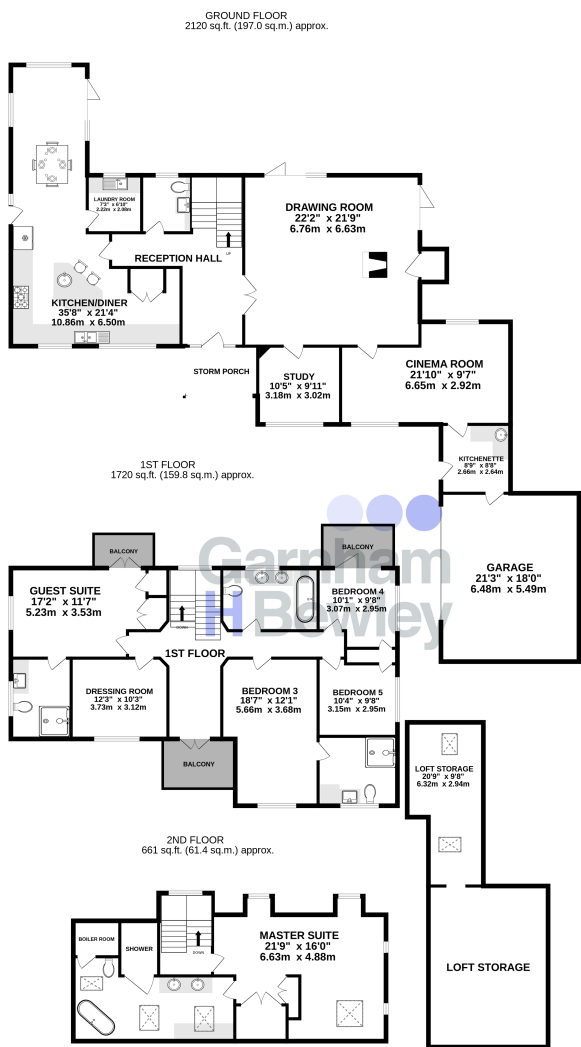 GROUND FLOOR
2120 sq.ft. (197.0 sq.m.) approx.
LAUNDRY ROOM
7'3" x 6'10"
2.22m x 2.08m
DRAWING ROOM
22'2" x 21'9"
6.76m x 6.63m
RECEPTION HALL
UP
KITCHEN/DINER
35'8" x 21'4"
10.86m x 6.50m
STORM PORCH
STUDY
10'5" x 9'11"
3.18m x 3.02m
CINEMA ROOM
21'10" x 9'7"
6.65m x 2.92m
KITCHENETTE
8'9" x 8'8"
2.66m x 2.64m
GARAGE
21'3" x 18'0"
6.48m x 5.49m
1ST FLOOR
1720 sq.ft. (159.8 sq.m.) approx.
Garnham
H Bewley
BALCONY
BALCONY
GUEST SUITE
17'2" x 11'7"
5.23m x 3.53m
DOWN
BEDROOM 4
10'1" x 9'8"
3.07m x 2.95m
1ST FLOOR
DRESSING ROOM
12'3" x 10'3"
3.73m x 3.12m
BEDROOM 3
18'7" x 12'1"
5.66m x 3.68m
BEDROOM 5
10'4" x 9'8"
3.15m x 2.95m
BALCONY
LOFT STORAGE
20'9" x 9'8"
6.32m x 2.94m
LOFT STORAGE
2ND FLOOR
661 sq.ft. (61.4 sq.m.) approx.
BOILER ROOM
SHOWER
DOWN
MASTER SUITE
21'9" x 16'0"
6.63m x 4.88m